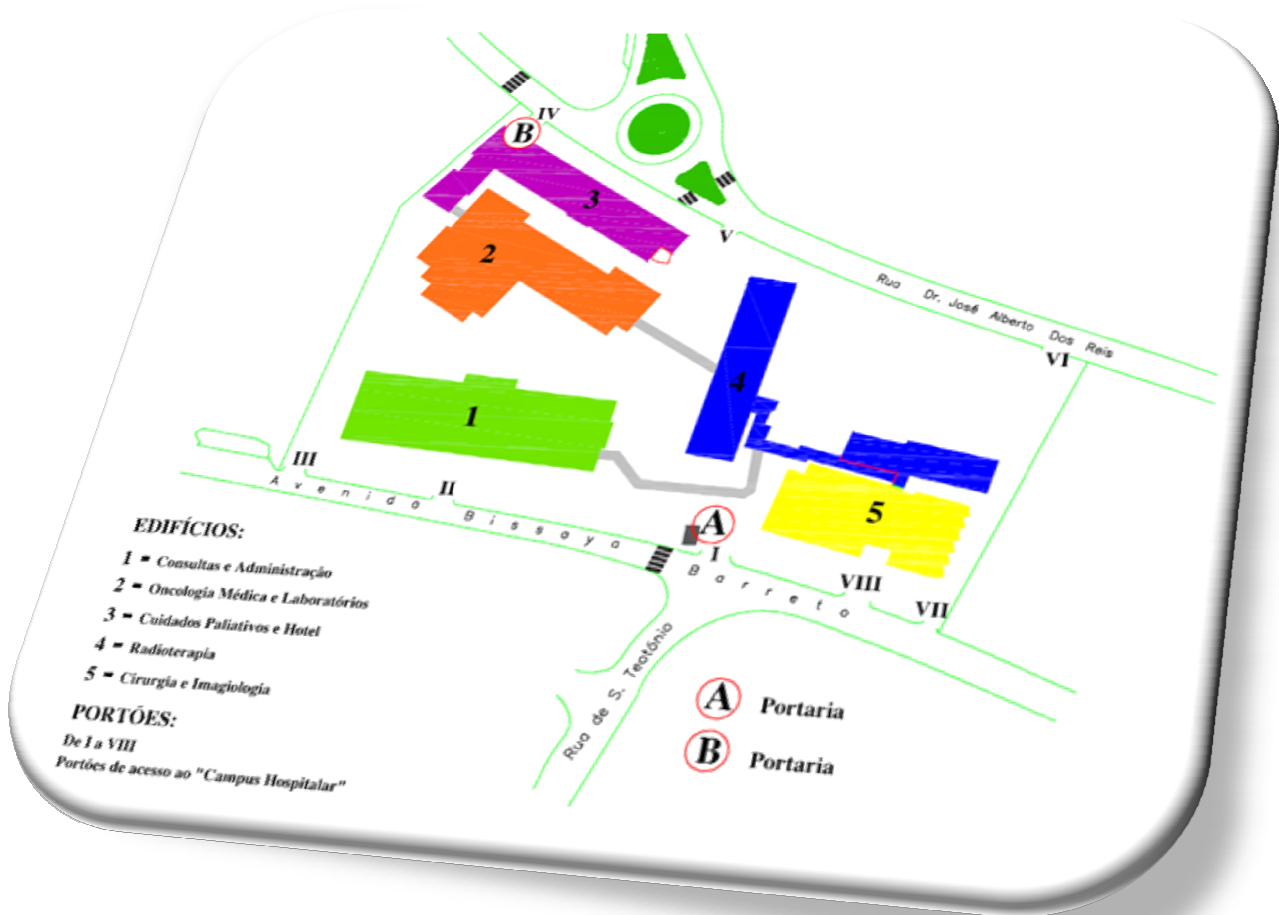 IV
B
3
2
V
Rua Dr. José Alberto Dos Reis
VI
4
1
5
III
II
Avenida Bissaya Barreto
A
I
VIII
VII
Rua de S. Teotónio
EDIFÍCIOS:
1 = Consultas e Administração
2 = Oncologia Médica e Laboratórios
3 = Cuidados Paliativos e Hotel
4 = Radioterapia
5 = Cirurgia e Imagiologia
PORTÕES:
De I a VIII
Portões de acesso ao "Campus Hospitalar"
A Portaria
B Portaria